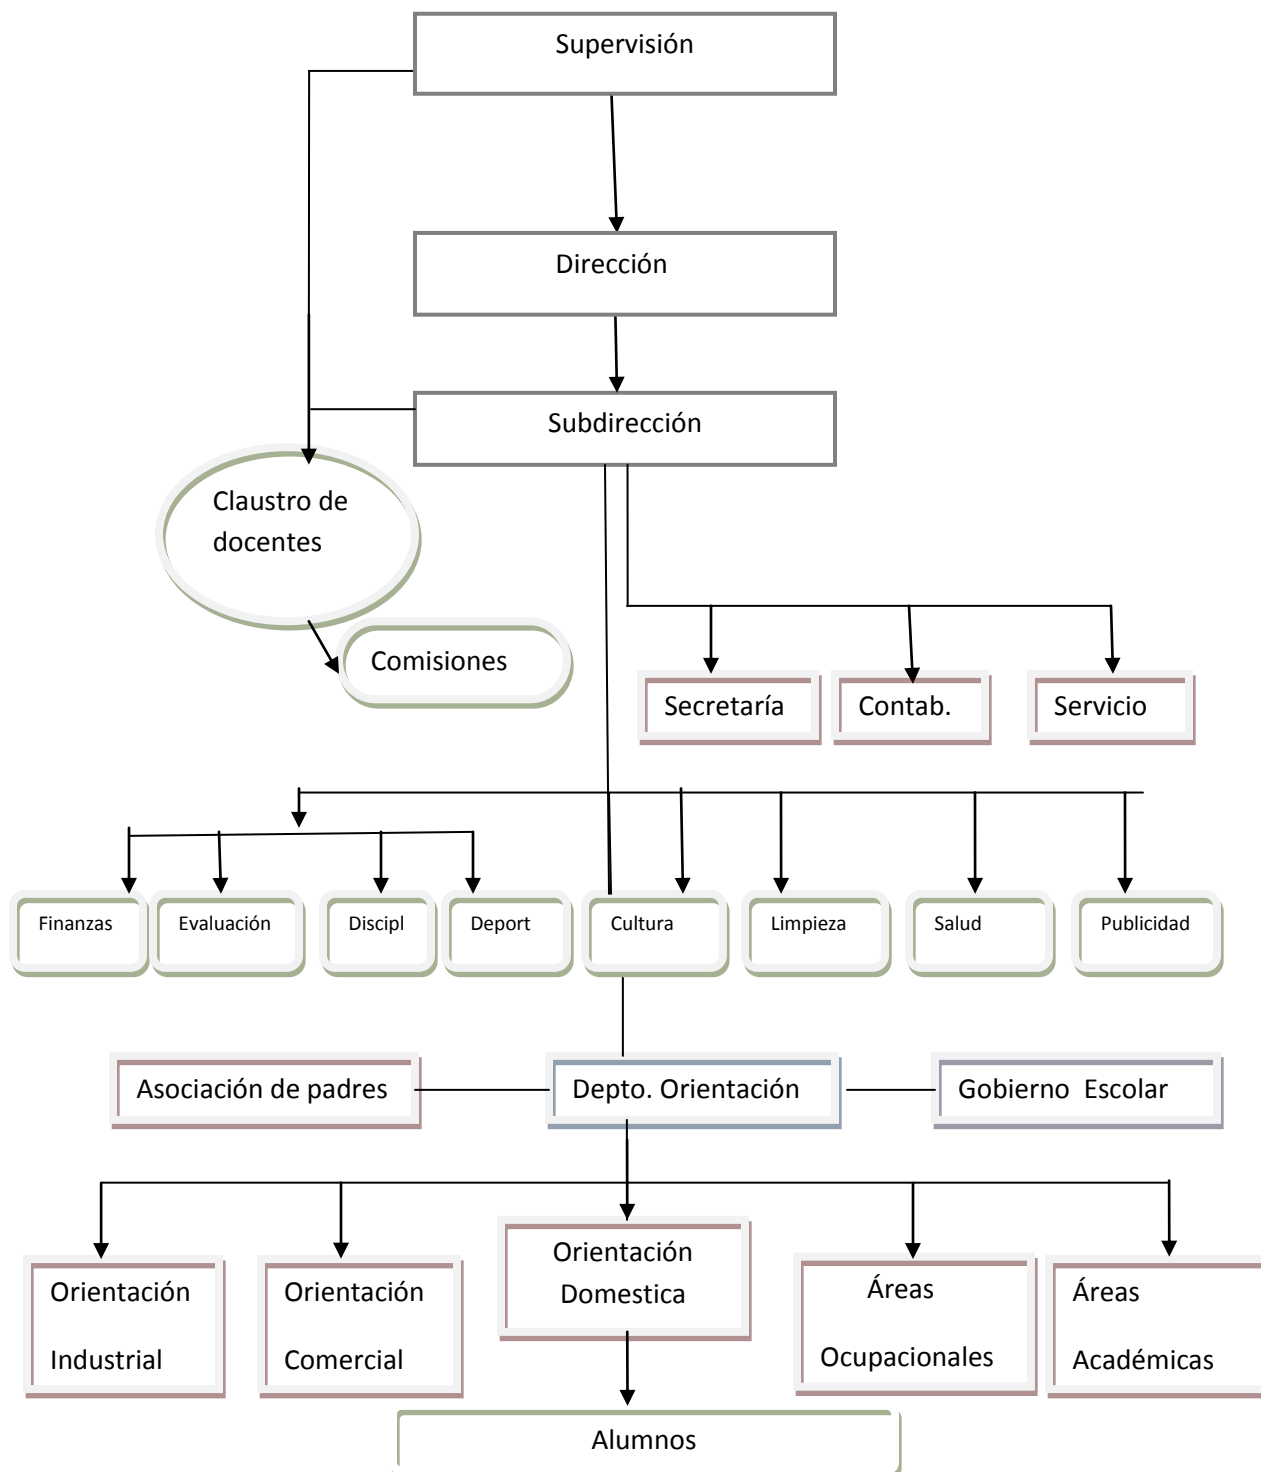 Supervisión
Dirección
Subdirección
Claustro de
docentes
Comisiones
Secretaría
Contab.
Servicio
Finanzas
Evaluación
Discipl
Deport
Cultura
Limpieza
Salud
Publicidad
Asociación de padres
Depto. Orientación
Gobierno  Escolar
Orientación
Industrial
Orientación
Comercial
Orientación
Domestica
Áreas
Ocupacionales
Áreas
Académicas
Alumnos